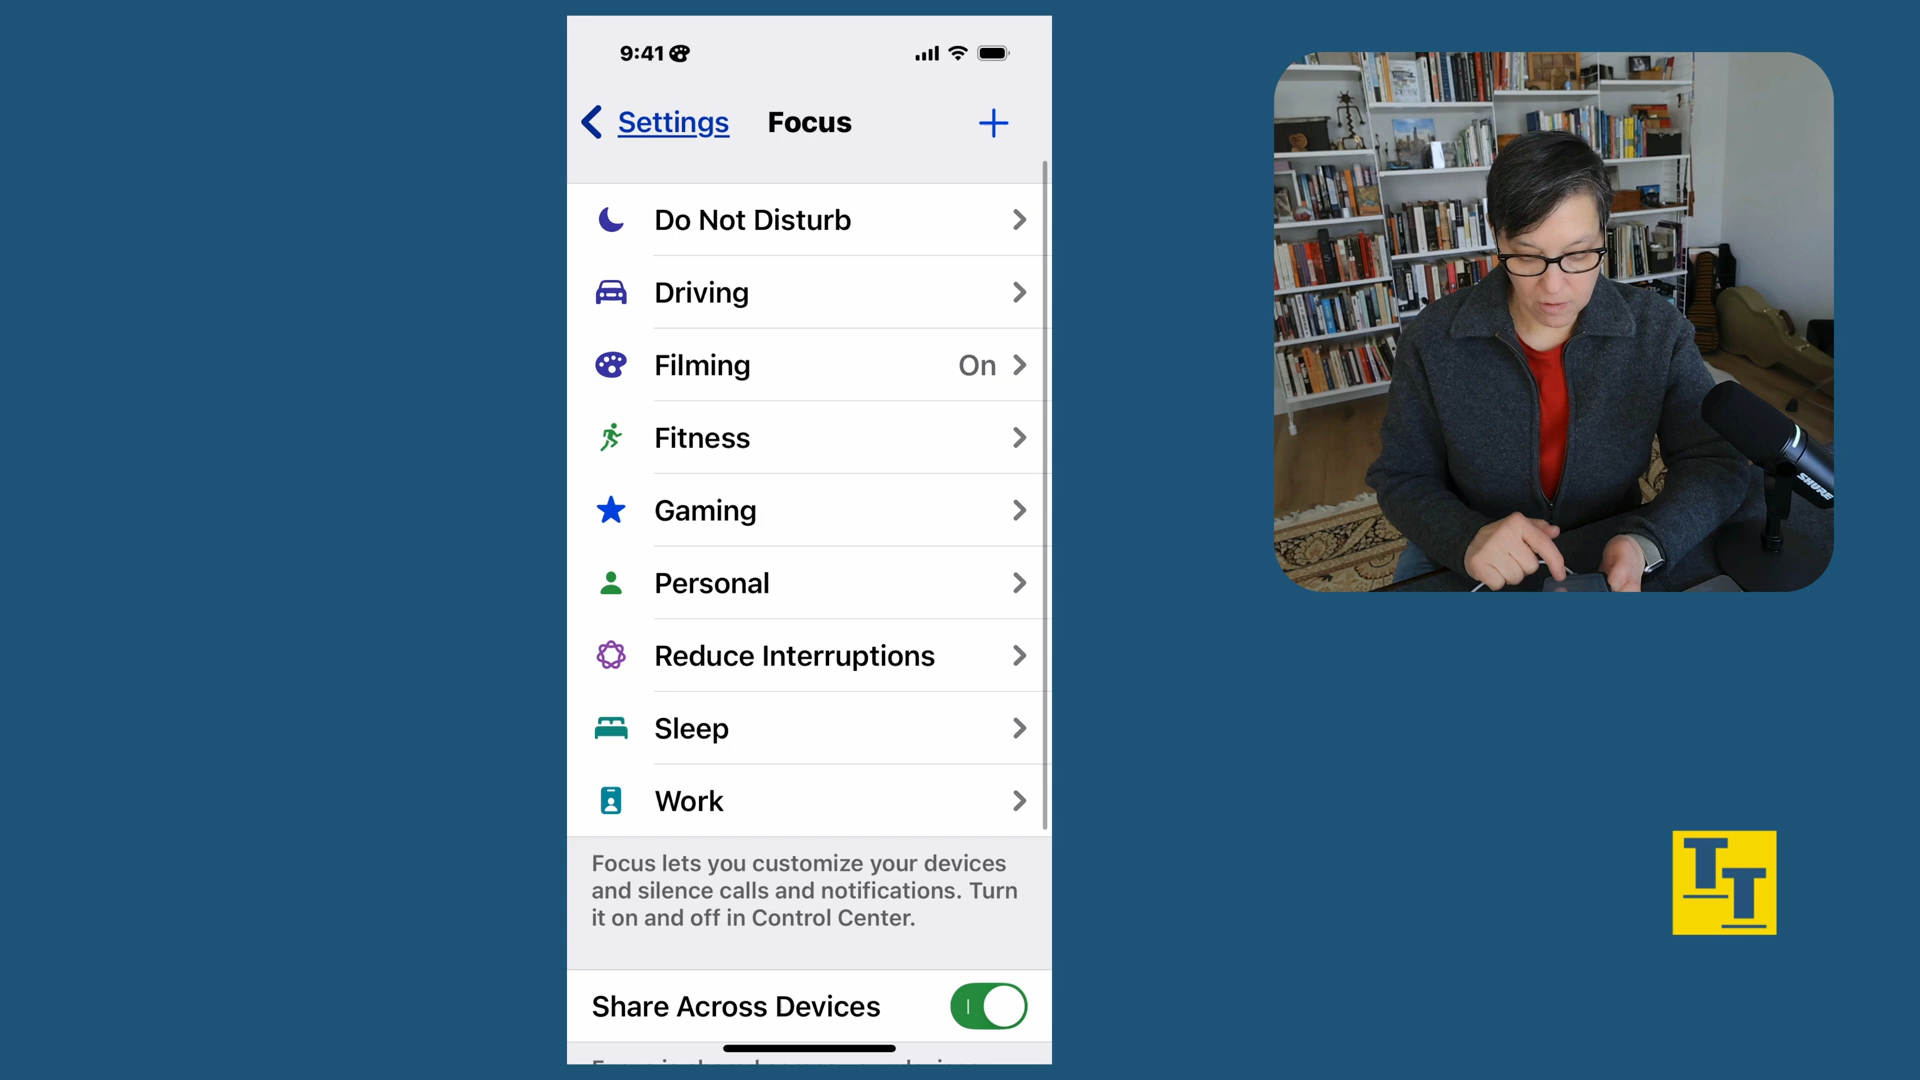 9:41
Settings
Focus
Do Not Disturb
Driving
Filming
On
Fitness
Gaming
Personal
Reduce Interruptions
Sleep
Work
Focus lets you customize your devices
and silence calls and notifications. Turn
it on and off in Control Center.
Share Across Devices
SHURE
TT